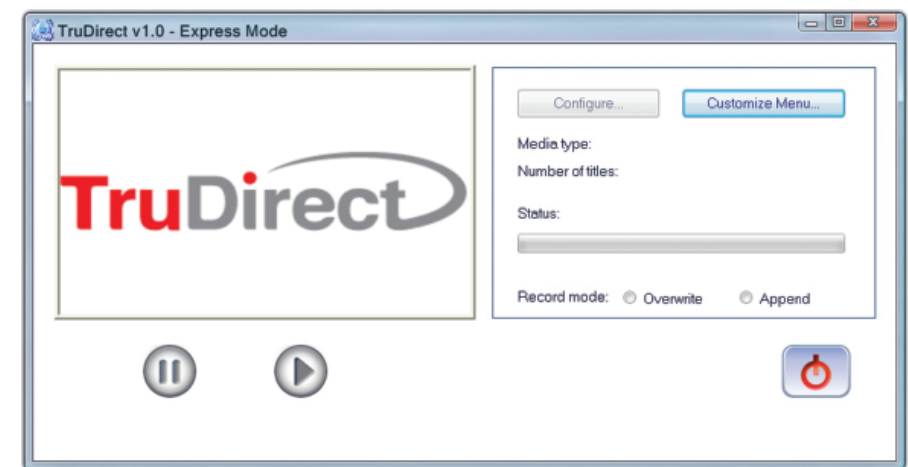 TruDirect v1.0 - Express Mode
TruDirect
Configure... Customize Menu...
Media type:
Number of titles:
Status:
Record mode: Overwrite Append